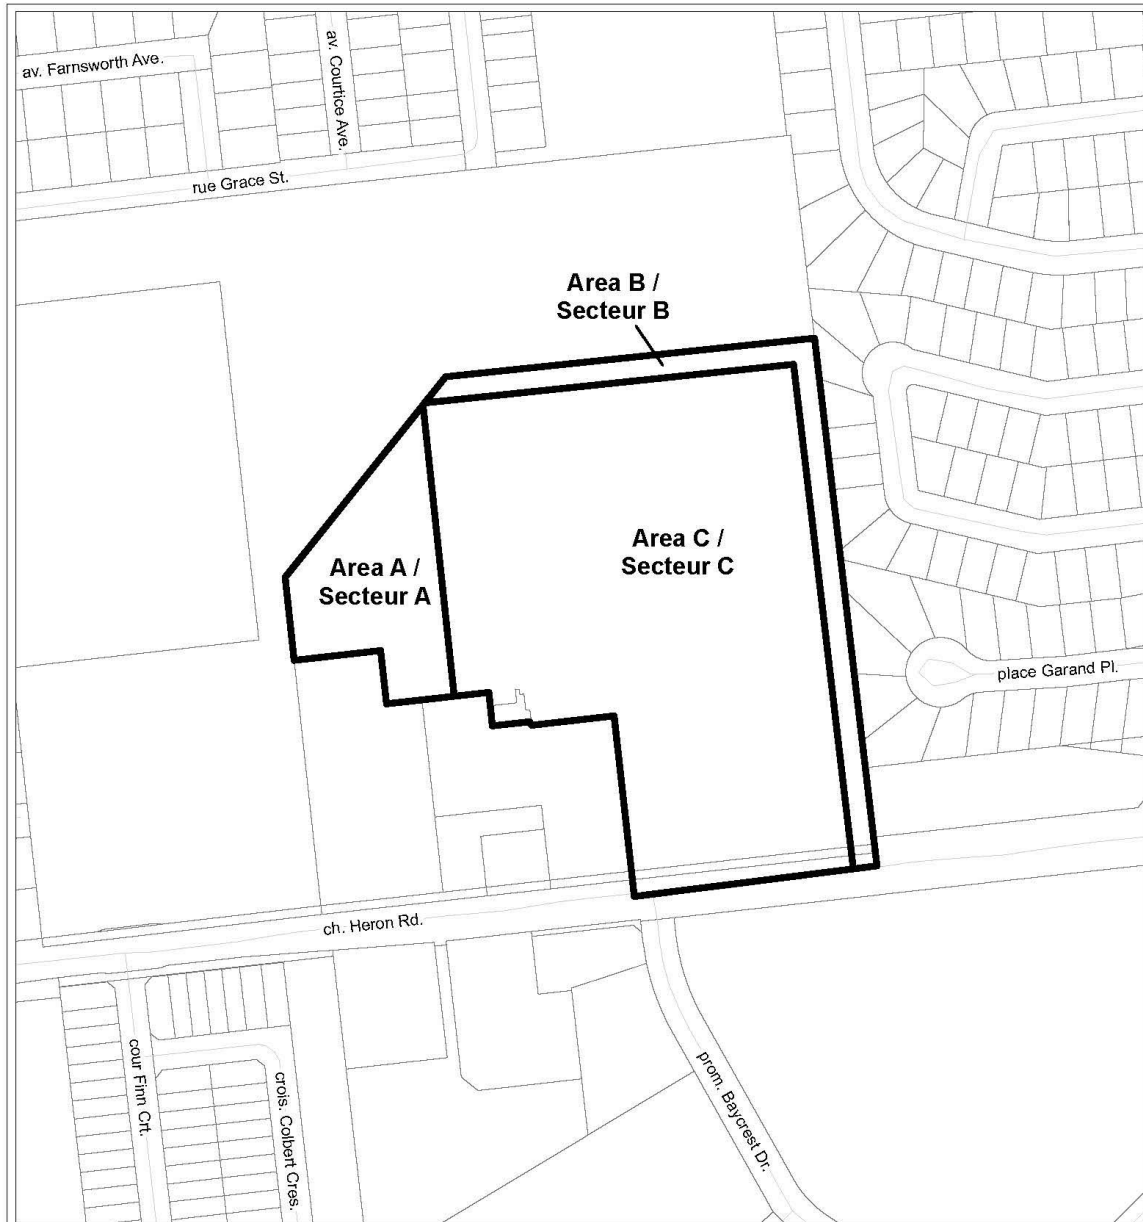 av. Farnsworth Ave.
av. Courtice Ave.
rue Grace St.
Area B /
Secteur B
Area A /
Secteur A
Area C /
Secteur C
place Garand Pl.
ch. Heron Rd.
cour Finn Crt.
crois. Colbert Cres.
prom. Baycrest Dr.